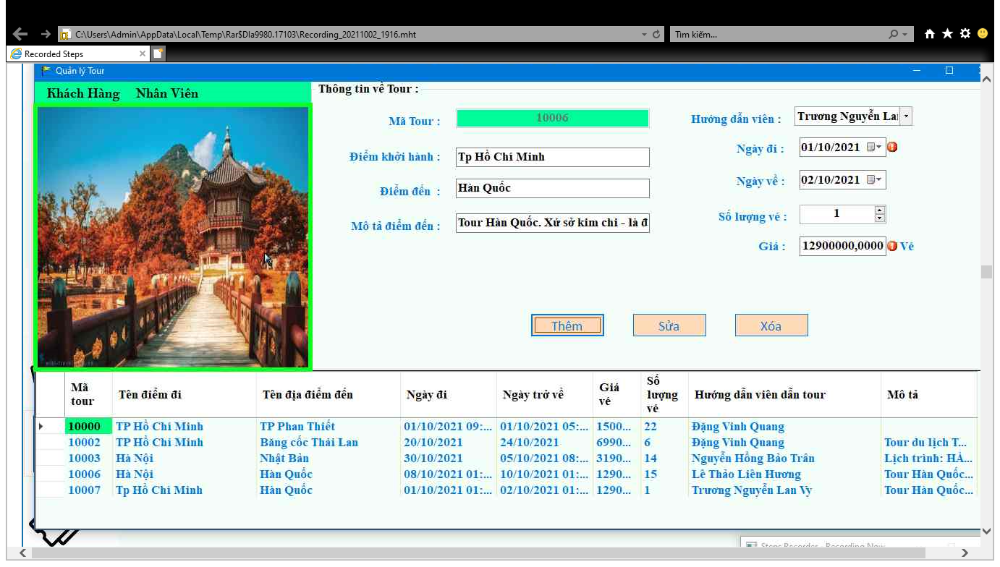 C:\Users\Admin\AppData\Local\Temp\Rar$DIa9980.17103\Recording_20211002_1916.mht
Tìm kiếm...
Recorded Steps
Quản lý Tour
Khách Hàng Nhân Viên
Thông tin về Tour :
Mã Tour : 10006
Hướng dẫn viên : Trương Nguyễn La
Điểm khởi hành : Tp Hồ Chí Minh
Ngày đi : 01/10/2021
Điểm đến : Hàn Quốc
Ngày về : 02/10/2021
Mô tả điểm đến : Tour Hàn Quốc. Xứ sở kim chi - là đ
Số lượng vé : 1
Giá : 12900000,0000 Vé
Thêm Sửa Xóa
Mã tour Tên điểm đi Tên địa điểm đến Ngày đi Ngày trở về Giá vé Số lượng vé Hướng dẫn viên dẫn tour Mô tả
10000 TP Hồ Chí Minh TP Phan Thiết 01/10/2021 09:... 01/10/2021 05:... 1500... 22 Đặng Vinh Quang
10002 TP Hồ Chí Minh Băng cốc Thái Lan 20/10/2021 24/10/2021 6990... 6 Đặng Vinh Quang Tour du lịch T...
10003 Hà Nội Nhật Bản 30/10/2021 05/10/2021 08:... 3190... 14 Nguyễn Hồng Bảo Trân Lịch trình: HÀ...
10006 Hà Nội Hàn Quốc 08/10/2021 01:... 10/10/2021 01:... 1290... 15 Lê Thảo Liên Hương Tour Hàn Quốc...
10007 Tp Hồ Chí Minh Hàn Quốc 01/10/2021 01:... 02/10/2021 01:... 1290... 1 Trương Nguyễn Lan Vy Tour Hàn Quốc...
Steps Recorder - Recording Now